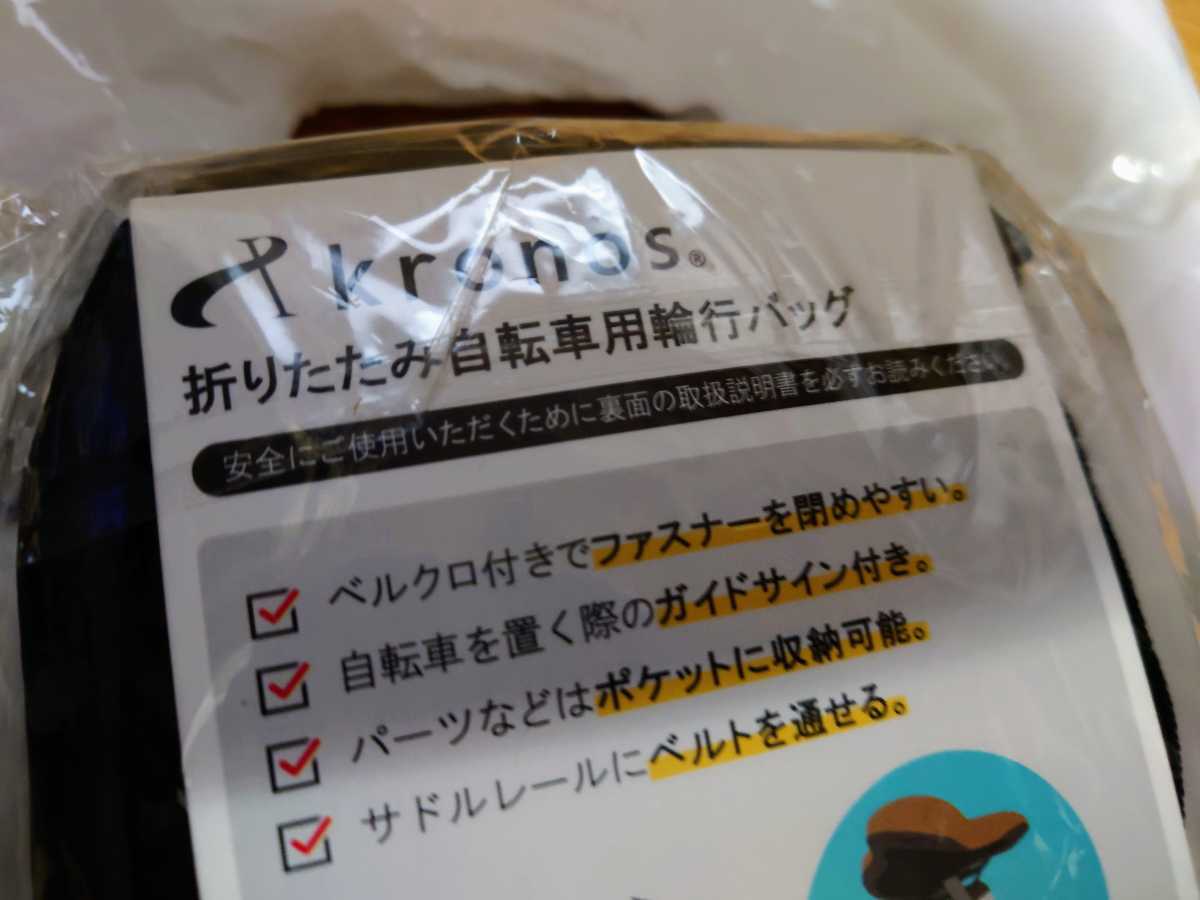 kronos®
折りたたみ自転車用輪行バッグ
安全にご使用いただくために裏面の取扱説明書を必ずお読みください。
ベルクロ付きでファスナーを閉めやすい。
自転車を置く際のガイドサイン付き。
パーツなどはポケットに収納可能。
サドルレールにベルトを通せる。